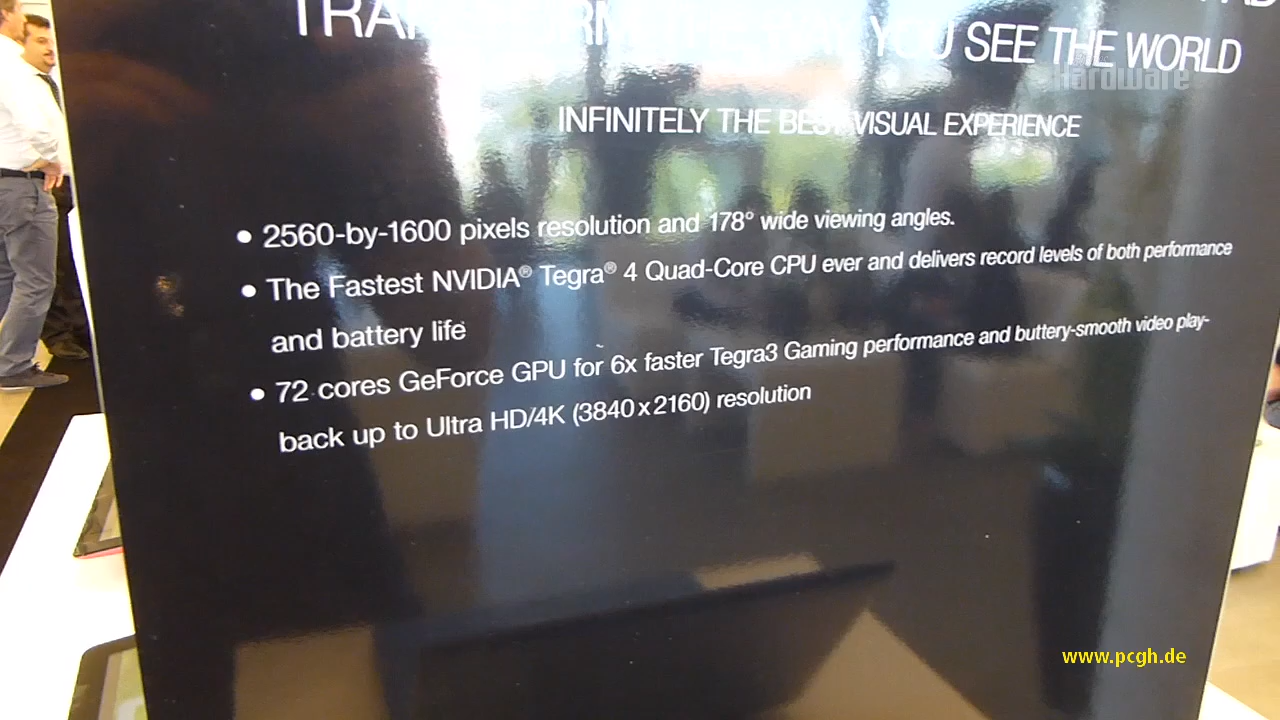 SEE THE WORLD
Hardware
INFINITELY THE BEST VISUAL EXPERIENCE
• 2560-by-1600 pixels resolution and 178° wide viewing angles.
• The Fastest NVIDIA® Tegra® 4 Quad-Core CPU ever and delivers record levels of both performance
and battery life
• 72 cores GeForce GPU for 6x faster Tegra3 Gaming performance and buttery-smooth video play-
back up to Ultra HD/4K (3840 x 2160) resolution
www.pcgh.de